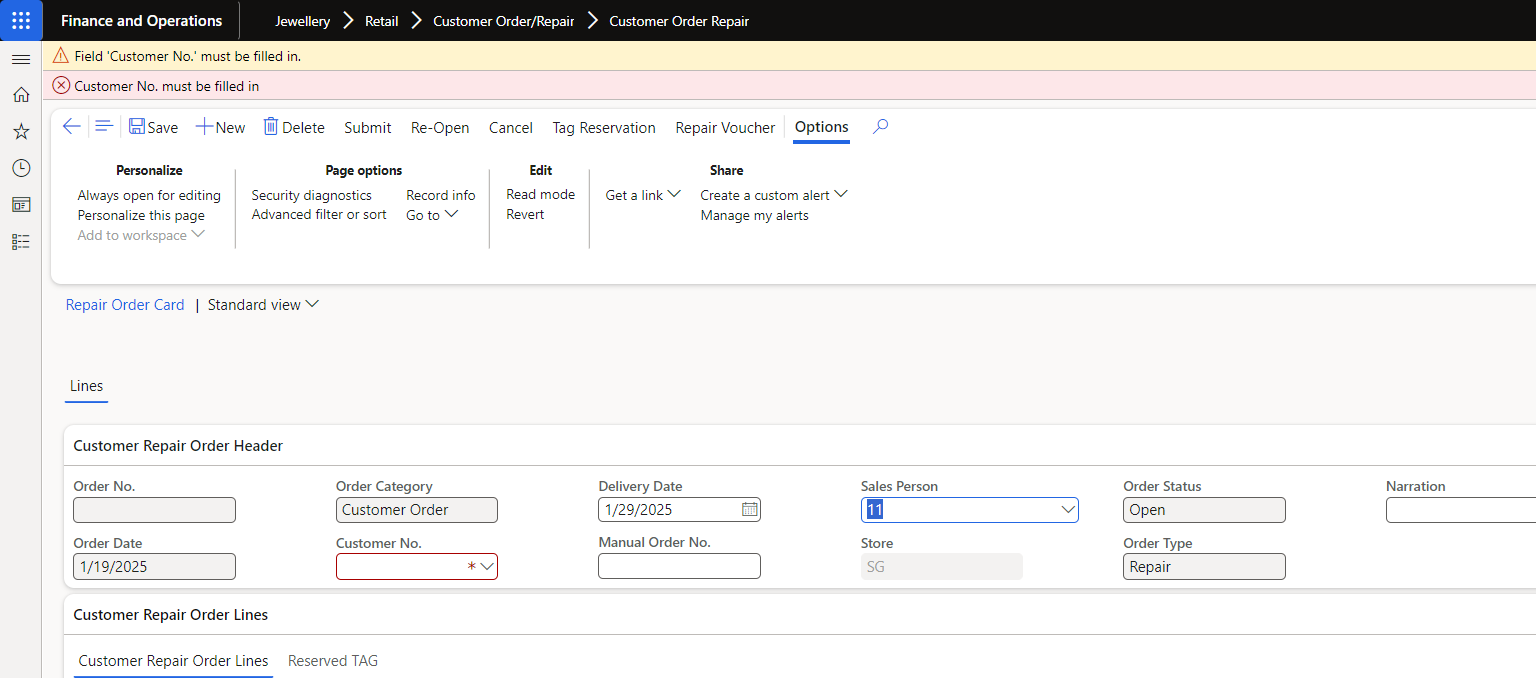 Finance and Operations Jewellery Retail Customer Order/Repair Customer Order Repair
Field 'Customer No.' must be filled in.
Customer No. must be filled in
Save New Delete Submit Re-Open Cancel Tag Reservation Repair Voucher Options
Personalize
Always open for editing
Personalize this page
Add to workspace
Page options
Security diagnostics
Advanced filter or sort
Record info
Go to
Edit
Read mode
Revert
Share
Get a link
Create a custom alert
Manage my alerts
Repair Order Card | Standard view
Lines
Customer Repair Order Header
Order No. Order Category Delivery Date Sales Person Order Status Narration
Customer Order 1/29/2025 11 Open
Order Date Customer No. Manual Order No. Store Order Type
1/19/2025 * SG Repair
Customer Repair Order Lines
Customer Repair Order Lines Reserved TAG